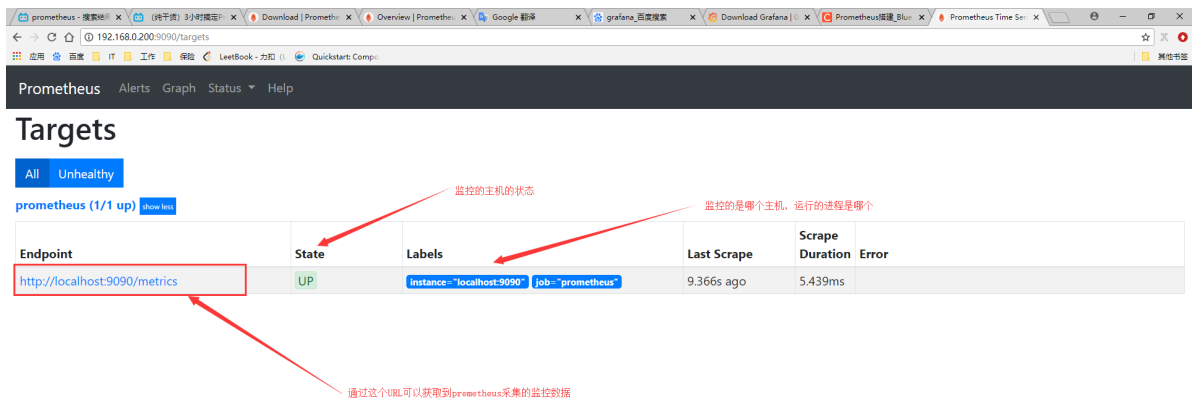 prometheus - 搜索结
(纯干货) 3小时搞定Pr
Download | Promethe
Overview | Prometheu
Google 翻译
grafana_百度搜索
Download Grafana | G
Prometheus搭建_Blue
Prometheus Time Seri
192.168.0.200:9090/targets
应用 百度 IT 工作 保险 LeetBook - 力扣 (L Quickstart: Compo 其他书签
Prometheus Alerts Graph Status Help
Targets
All Unhealthy
监控的主机的状态
prometheus (1/1 up) show less
监控的是哪个主机，运行的进程是哪个
Endpoint State Labels Last Scrape Scrape Duration Error
http://localhost:9090/metrics UP instance="localhost:9090" job="prometheus" 9.366s ago 5.439ms
通过这个URL可以获取到premetheus采集的监控数据